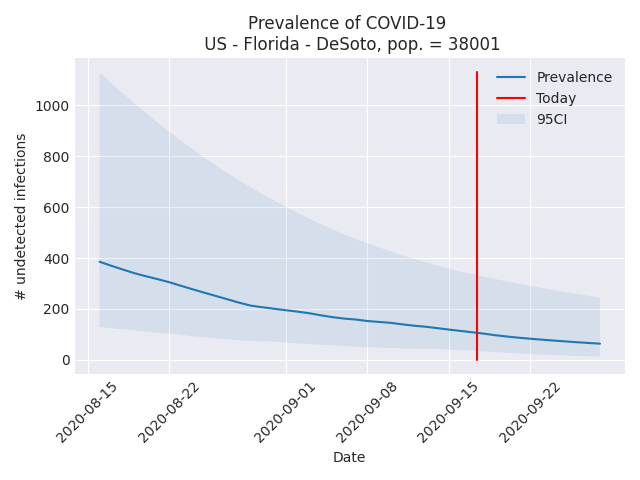 Prevalence of COVID-19
US - Florida - DeSoto, pop. = 38001
Prevalence
Today
95CI
# undetected infections
1000
800
600
400
200
0
2020-08-15
2020-08-22
2020-09-01
2020-09-08
2020-09-15
2020-09-22
Date